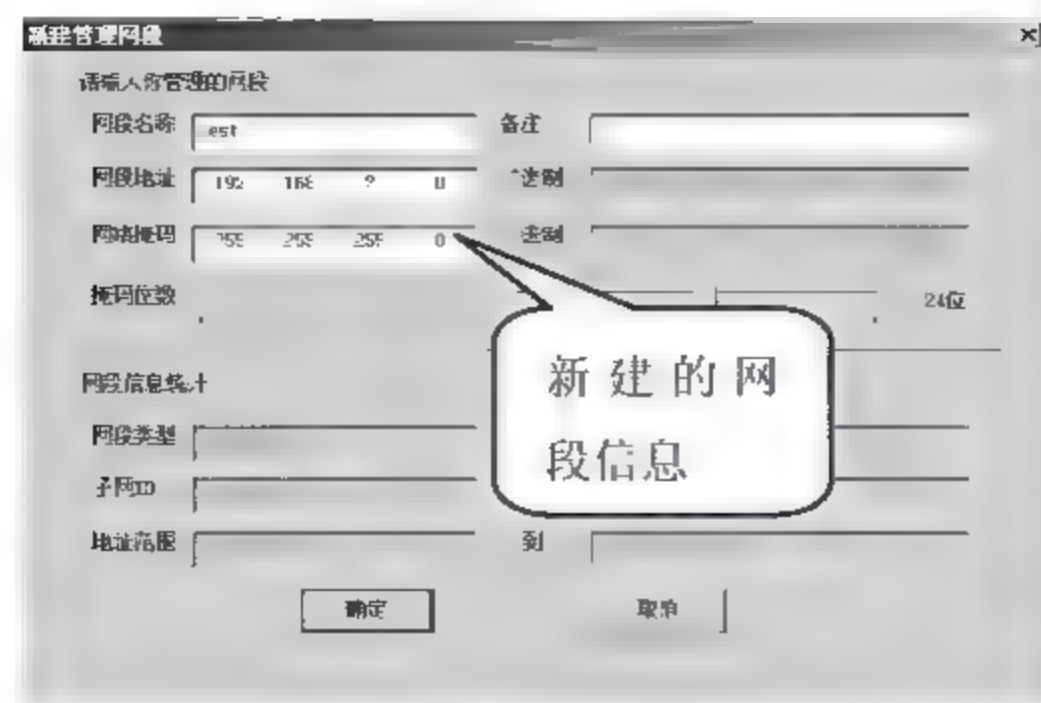 新建管理网段
请输入你管理的网段
网段名称 est 备注
网段地址 192 168 ? 0 进制
网络掩码 255 255 255 0 进制
掩码位数 24位
新建的网
段信息
网段信息统计
网段类型
子网ID
地址范围 到
确定 取消